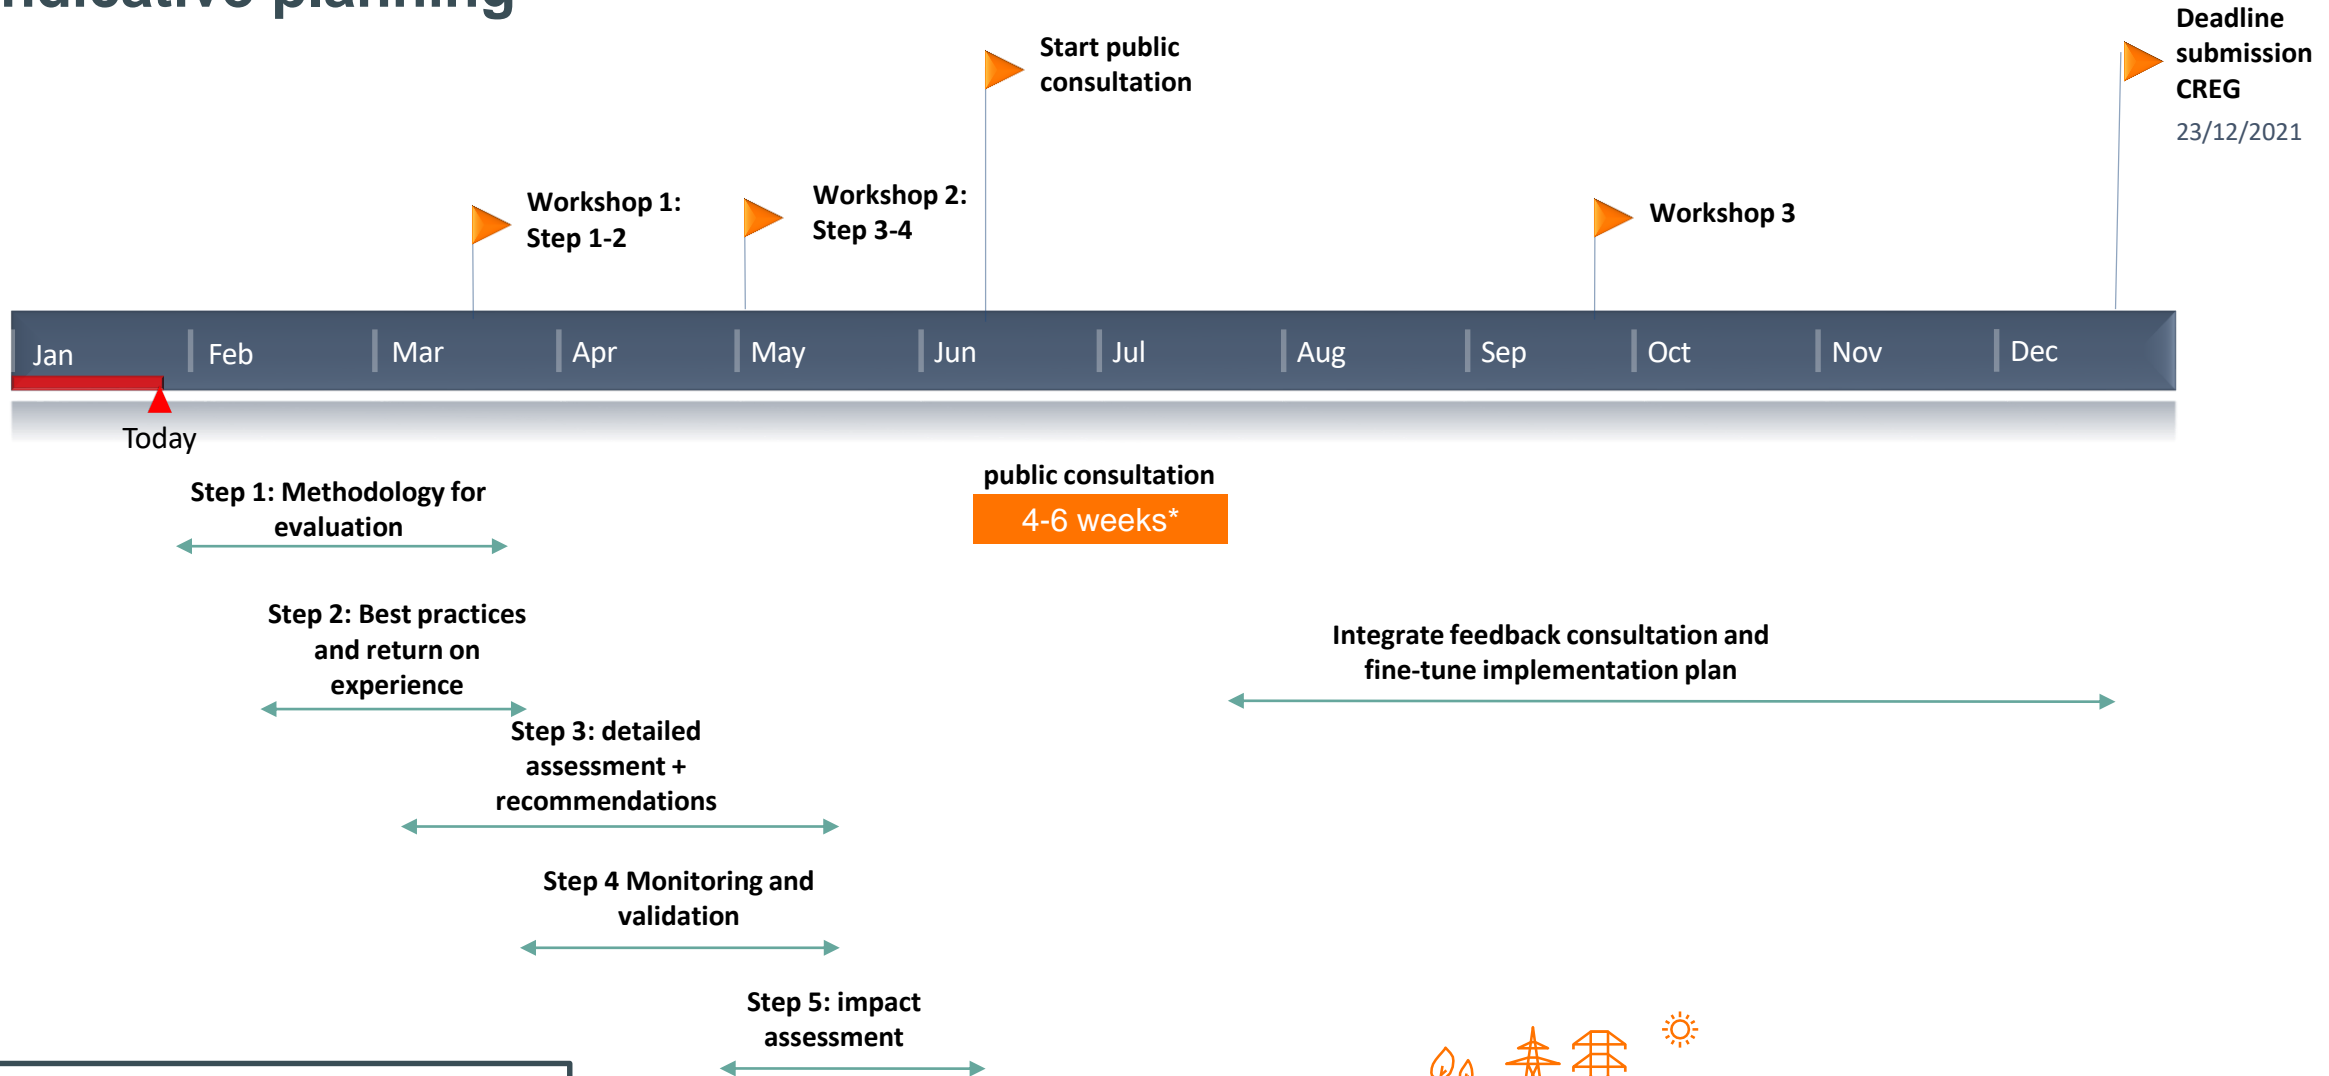 ndicative planning
Deadline
submission
CREG
23/12/2021
Start public
consultation
Workshop 1:
Step 1-2
Workshop 2:
Step 3-4
Workshop 3
Jan
Feb
Mar
Apr
May
Jun
Jul
Aug
Sep
Oct
Nov
Dec
Today
Step 1: Methodology for
evaluation
public consultation
4-6 weeks*
Step 2: Best practices
and return on
experience
Integrate feedback consultation and
fine-tune implementation plan
Step 3: detailed
assessment +
recommendations
Step 4 Monitoring and
validation
Step 5: impact
assessment